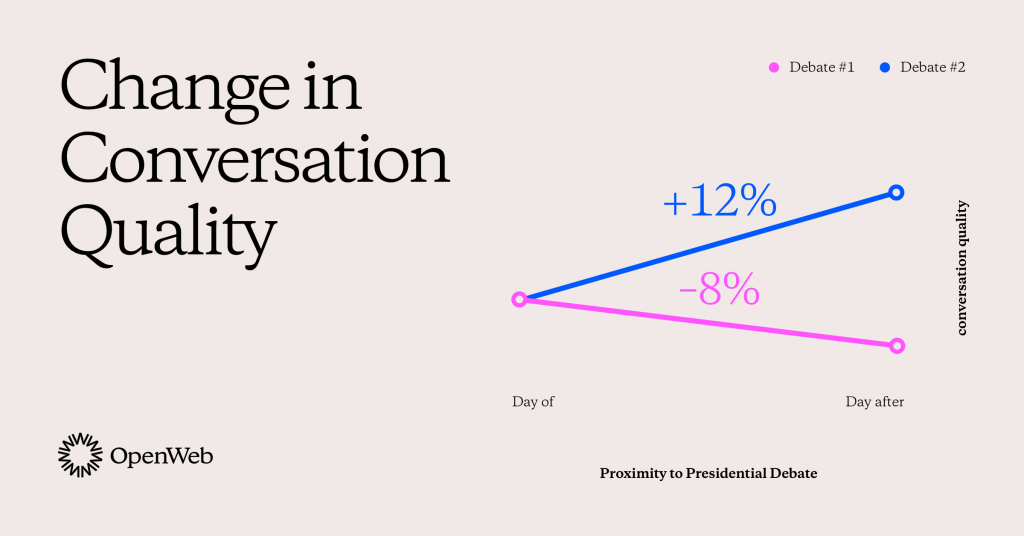 Change in
Conversation
Quality
Debate #1
Debate #2
+12%
-8%
conversation quality
Day of
Day after
Proximity to Presidential Debate
OpenWeb